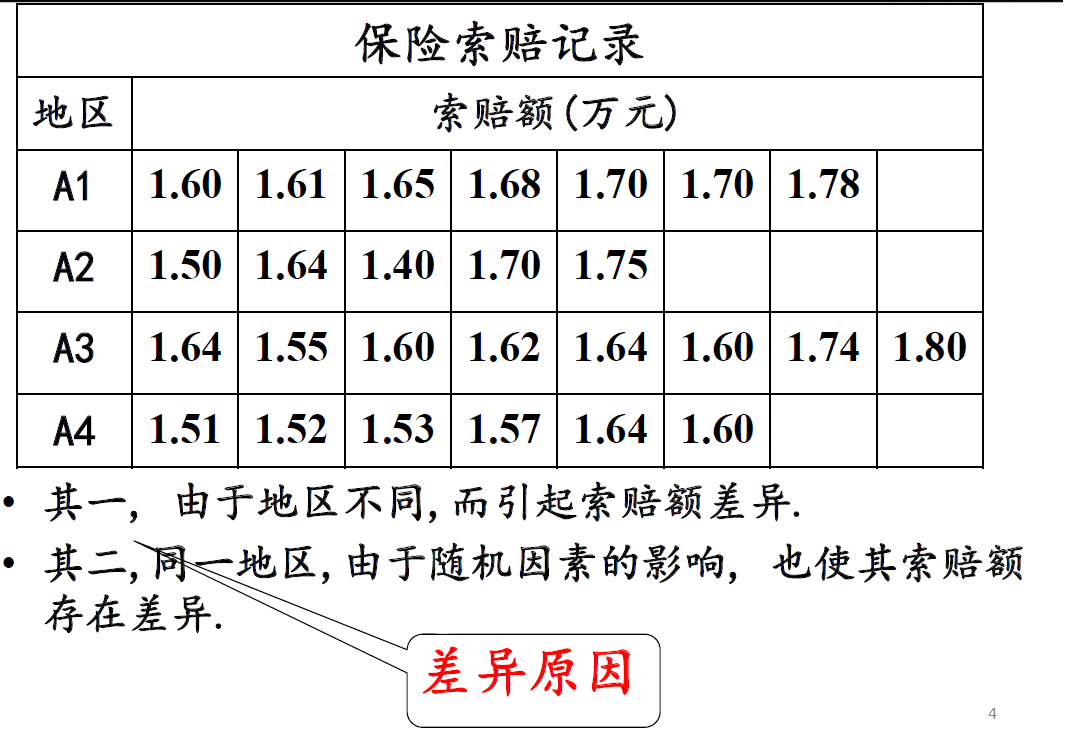 保险索赔记录
地区 索赔额(万元)
A1 1.60 1.61 1.65 1.68 1.70 1.70 1.78
A2 1.50 1.64 1.40 1.70 1.75
A3 1.64 1.55 1.60 1.62 1.64 1.60 1.74 1.80
A4 1.51 1.52 1.53 1.57 1.64 1.60
• 其一, 由于地区不同,而引起索赔额差异.
• 其二,同一地区,由于随机因素的影响, 也使其索赔额
存在差异.
差异原因
4